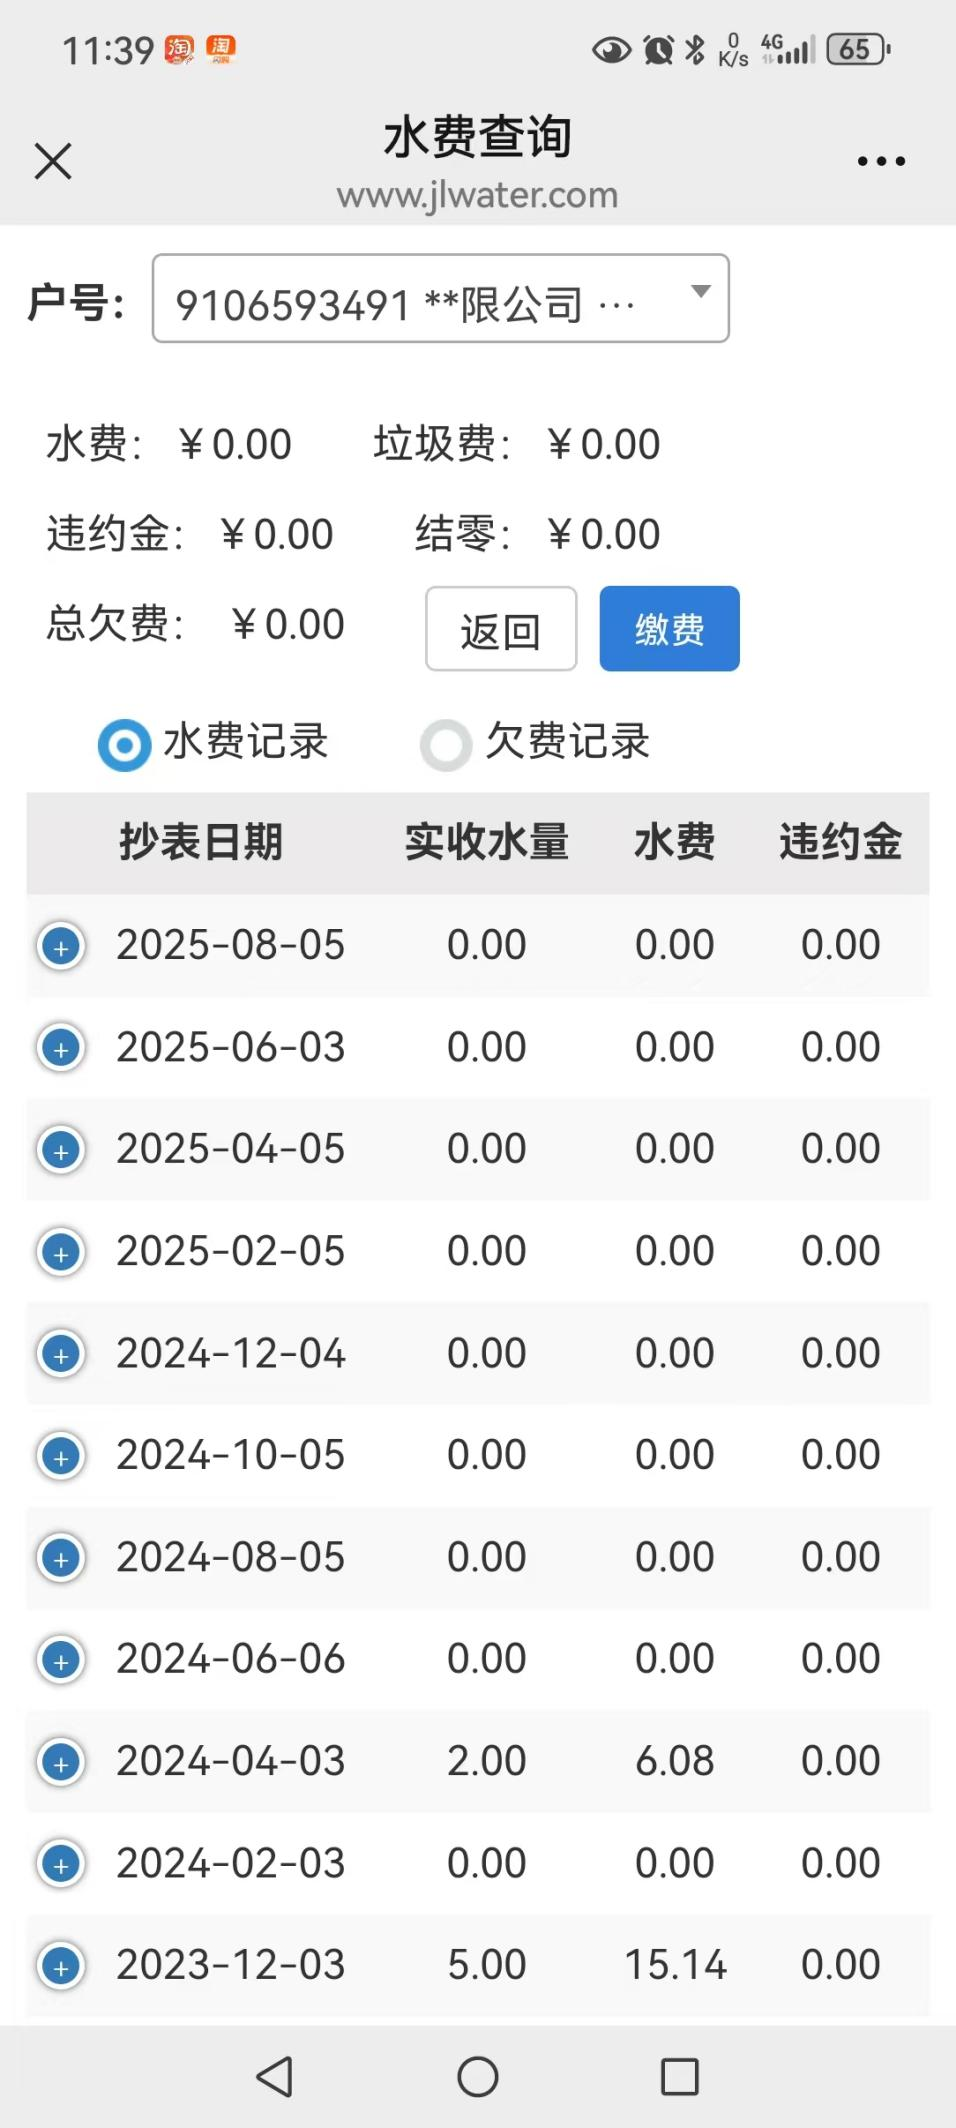 11:39 淘 淘 闪购 0 K/s 4G 65
水费查询
www.jlwater.com
户号： 9106593491 **限公司 ···
水费： ￥0.00 垃圾费： ￥0.00
违约金： ￥0.00 结零： ￥0.00
总欠费： ￥0.00 返回 缴费
水费记录 欠费记录
抄表日期 实收水量 水费 违约金
+ 2025-08-05 0.00 0.00 0.00
+ 2025-06-03 0.00 0.00 0.00
+ 2025-04-05 0.00 0.00 0.00
+ 2025-02-05 0.00 0.00 0.00
+ 2024-12-04 0.00 0.00 0.00
+ 2024-10-05 0.00 0.00 0.00
+ 2024-08-05 0.00 0.00 0.00
+ 2024-06-06 0.00 0.00 0.00
+ 2024-04-03 2.00 6.08 0.00
+ 2024-02-03 0.00 0.00 0.00
+ 2023-12-03 5.00 15.14 0.00